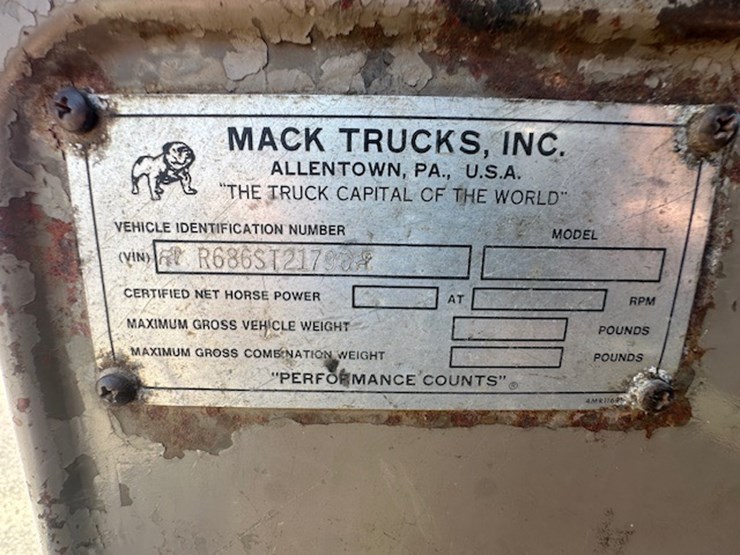 MACK TRUCKS, INC.
ALLENTOWN, PA., U.S.A.
"THE TRUCK CAPITAL OF THE WORLD"
VEHICLE IDENTIFICATION NUMBER
MODEL
(VIN)
CERTIFIED NET HORSE POWER AT RPM
MAXIMUM GROSS VEHICLE WEIGHT POUNDS
MAXIMUM GROSS COMBINATION WEIGHT POUNDS
"PERFORMANCE COUNTS" ®